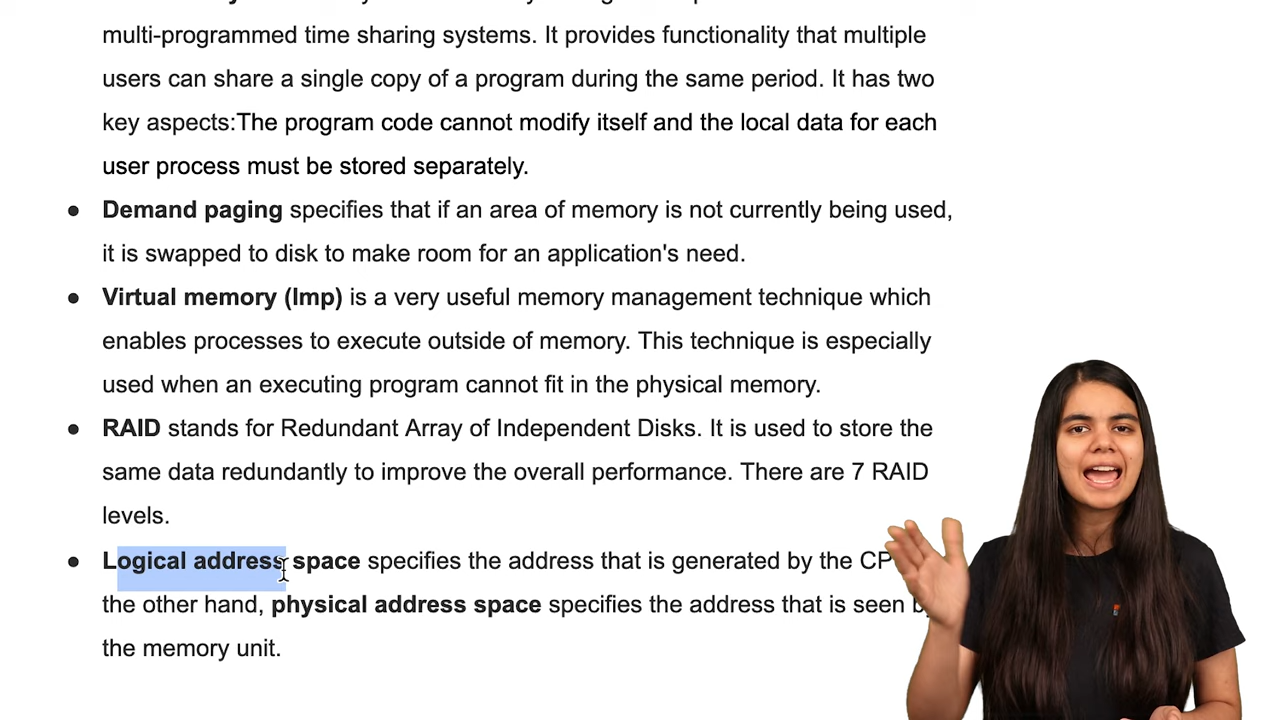 multi-programmed time sharing systems. It provides functionality that multiple
users can share a single copy of a program during the same period. It has two
key aspects:The program code cannot modify itself and the local data for each
user process must be stored separately.
● Demand paging specifies that if an area of memory is not currently being used,
it is swapped to disk to make room for an application's need.
● Virtual memory (Imp) is a very useful memory management technique which
enables processes to execute outside of memory. This technique is especially
used when an executing program cannot fit in the physical memory.
● RAID stands for Redundant Array of Independent Disks. It is used to store the
same data redundantly to improve the overall performance. There are 7 RAID
levels.
● Logical address space specifies the address that is generated by the CP
the other hand, physical address space specifies the address that is seen
the memory unit.